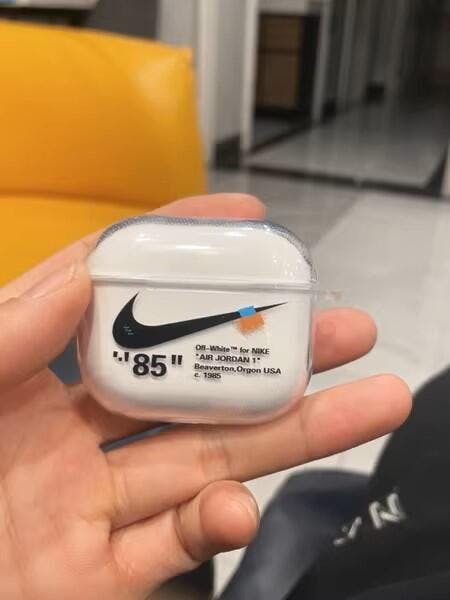 "85"
Off-White™ for NIKE
"AIR JORDAN 1"
Beaverton,Orgon USA
c. 1985